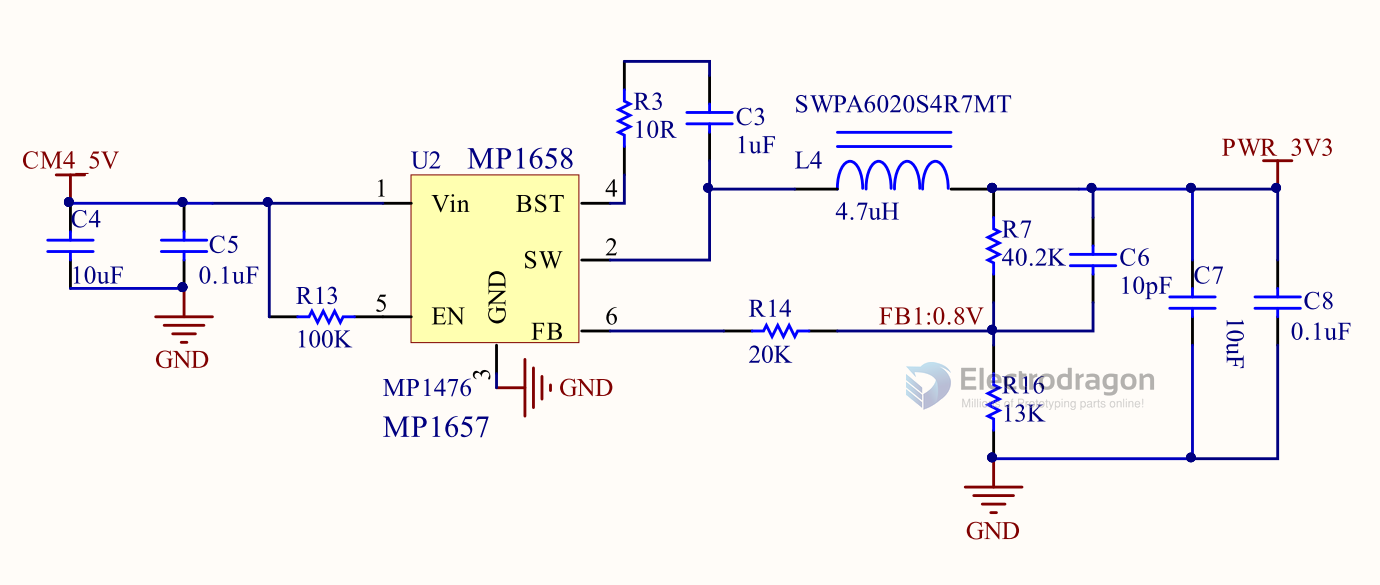 CM4_5V
C4
10uF
C5
0.1uF
GND
R13
100K
U2
MP1658
1
Vin
BST
4
SW
2
5
EN
GND
FB
6
3
GND
MP1476
MP1657
R3
10R
C3
1uF
SWPA6020S4R7MT
L4
4.7uH
PWR_3V3
R7
40.2K
C6
10pF
C7
10uF
C8
0.1uF
R14
20K
FB1:0.8V
Electrodragon
Millions of Prototyping parts online!
R16
13K
GND